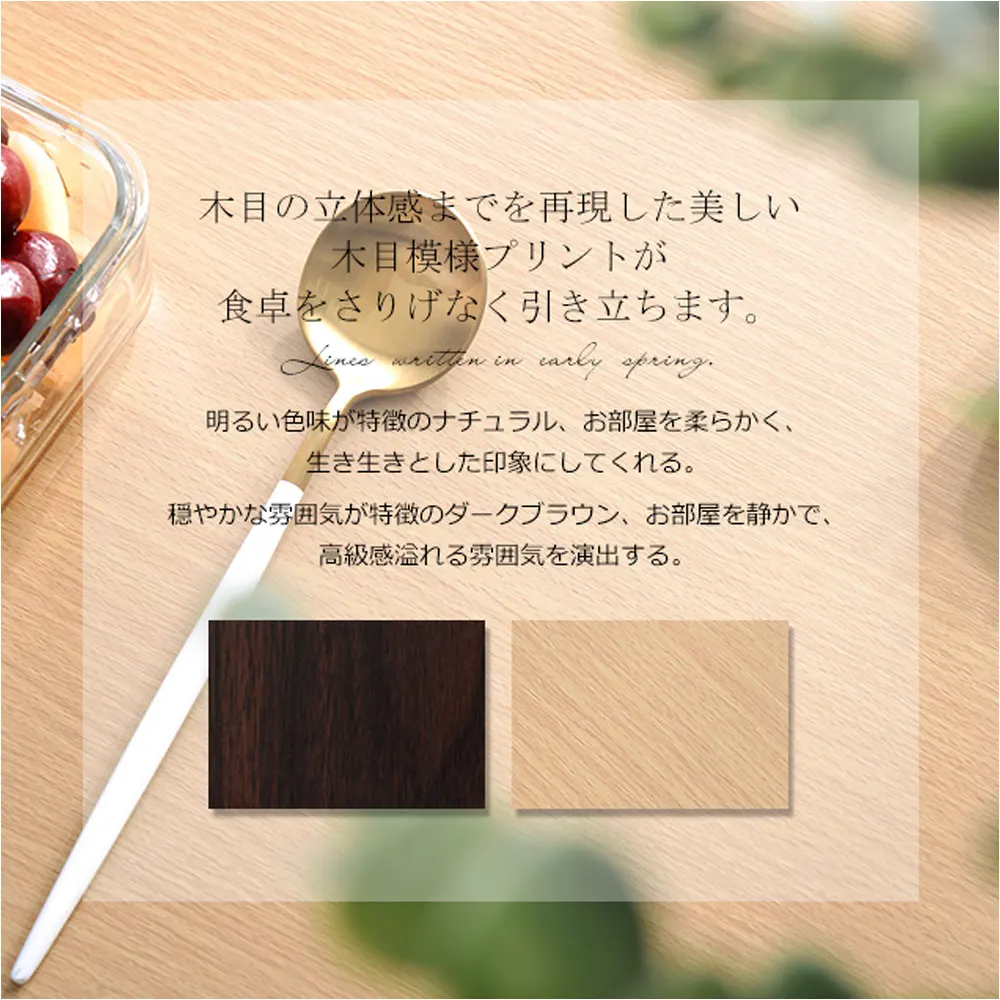 木目の立体感までを再現した美しい
木目模様プリントが
食卓をさりげなく引き立ちます。
Lines written in early spring.
明るい色味が特徴のナチュラル、お部屋を柔らかく、
生き生きとした印象にしてくれる。
穏やかな雰囲気が特徴のダークブラウン、お部屋を静かで、
高級感溢れる雰囲気を演出する。